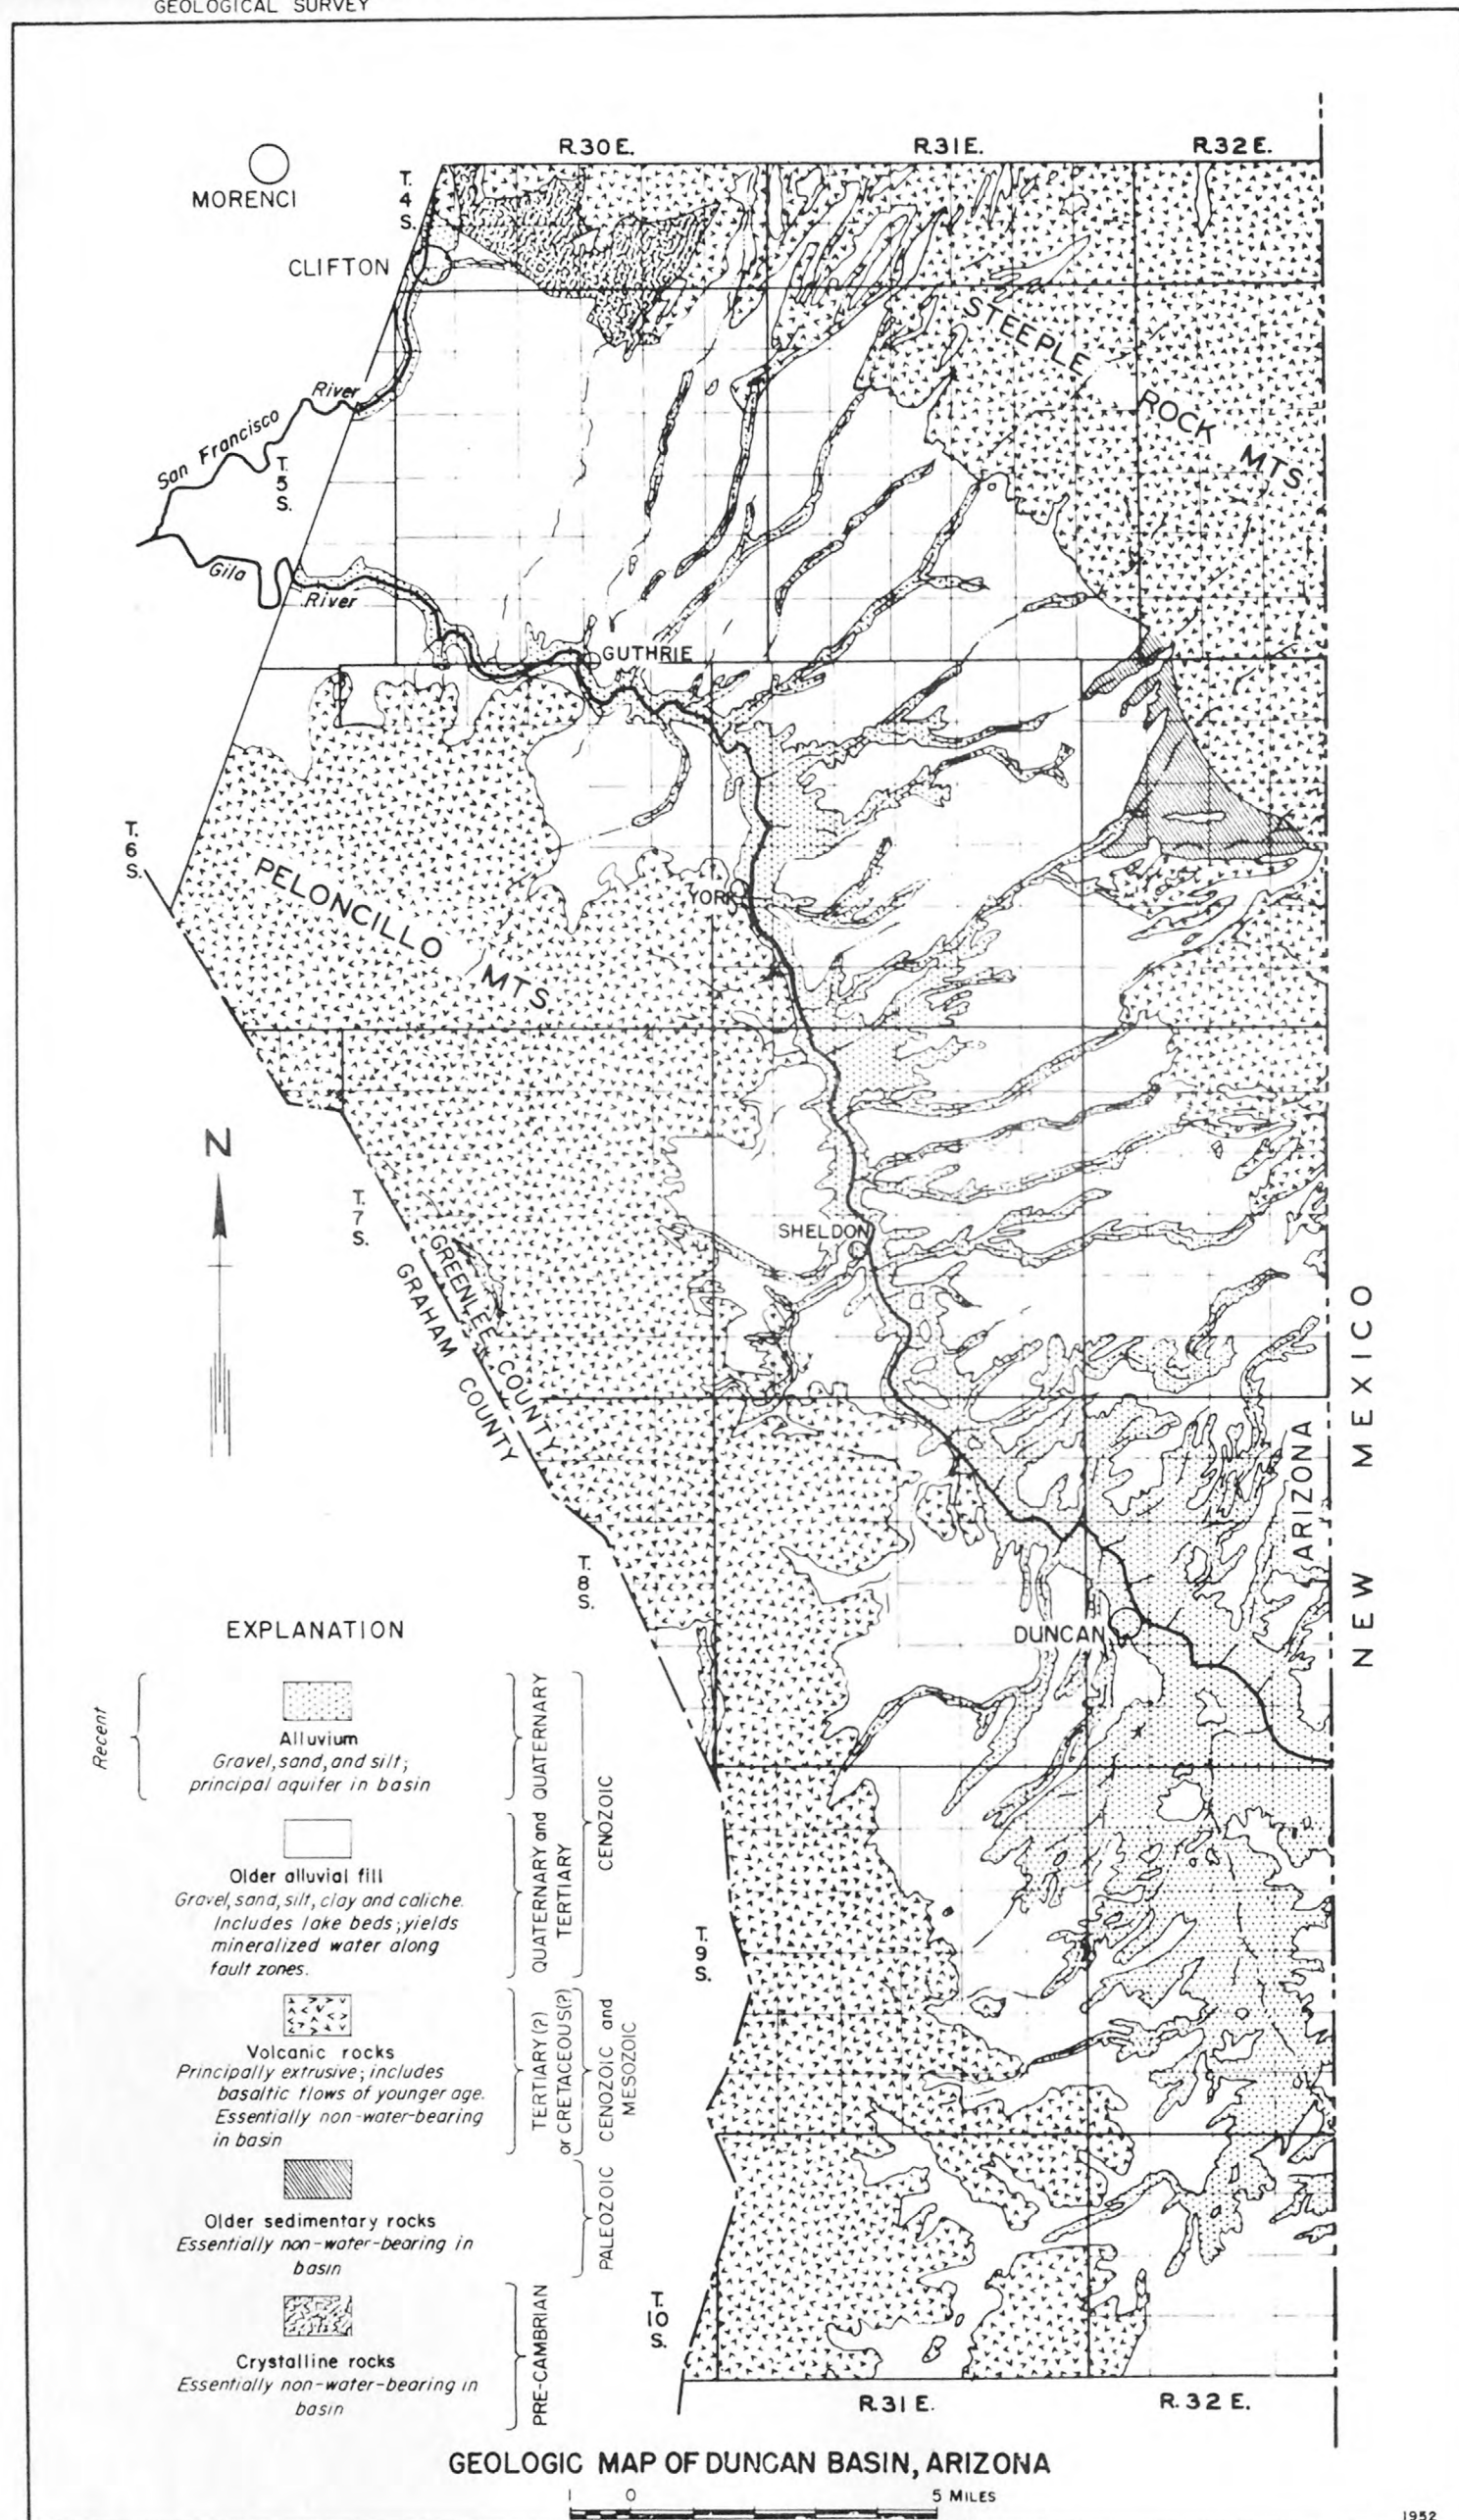 GEOLOGICAL SURVEY
R.30E.
R.31E.
R.32E.
MORENCI
T.
4
S.
CLIFTON
STEEPLE ROCK MTS.
San Francisco River
T.
5
S.
Gila River
GUTHRIE
T.
6
S.
PELONCILLO MTS
YORK
N
T.
7
S.
SHELDON
GREENLEE COUNTY
GRAHAM COUNTY
ARIZONA
NEW MEXICO
T.
8
S.
DUNCAN
EXPLANATION
Recent
Alluvium
Gravel, sand, and silt;
principal aquifer in basin
QUATERNARY
Older alluvial fill
Gravel, sand, silt, clay and caliche.
Includes lake beds; yields
mineralized water along
fault zones.
QUATERNARY and
TERTIARY
CENOZOIC
T.
9
S.
Volcanic rocks
Principally extrusive; includes
basaltic flows of younger age.
Essentially non-water-bearing
in basin
TERTIARY (?)
or CRETACEOUS(?)
CENOZOIC and
MESOZOIC
Older sedimentary rocks
Essentially non-water-bearing in
basin
PALEOZOIC
T.
10
S.
Crystalline rocks
Essentially non-water-bearing in
basin
PRE-CAMBRIAN
R.31 E.
R.32 E.
GEOLOGIC MAP OF DUNCAN BASIN, ARIZONA
1 0 5 MILES
1952